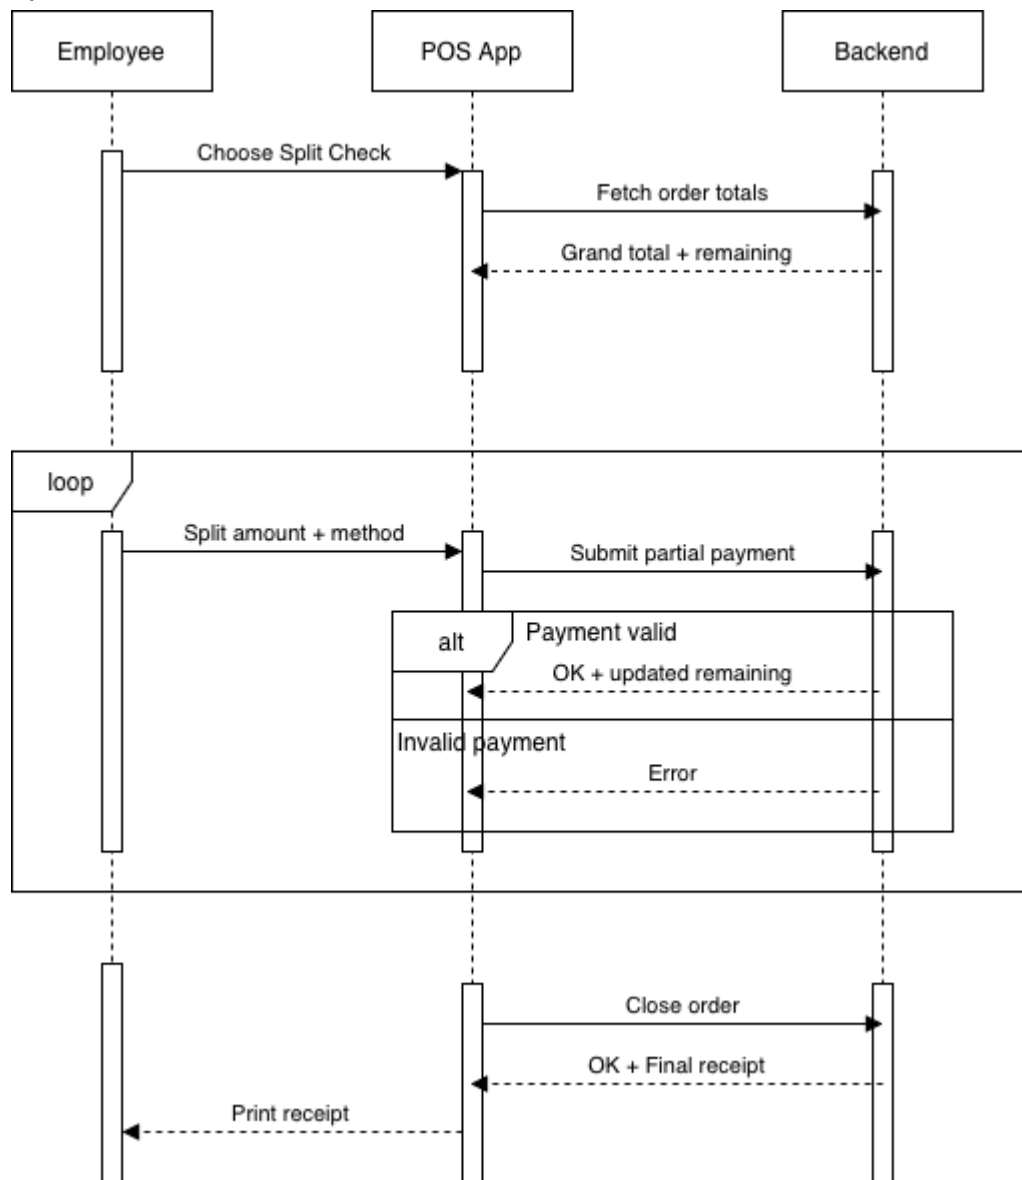 Employee
POS App
Backend
Choose Split Check
Fetch order totals
Grand total + remaining
loop
Split amount + method
Submit partial payment
alt
Payment valid
OK + updated remaining
Invalid payment
Error
Close order
OK + Final receipt
Print receipt